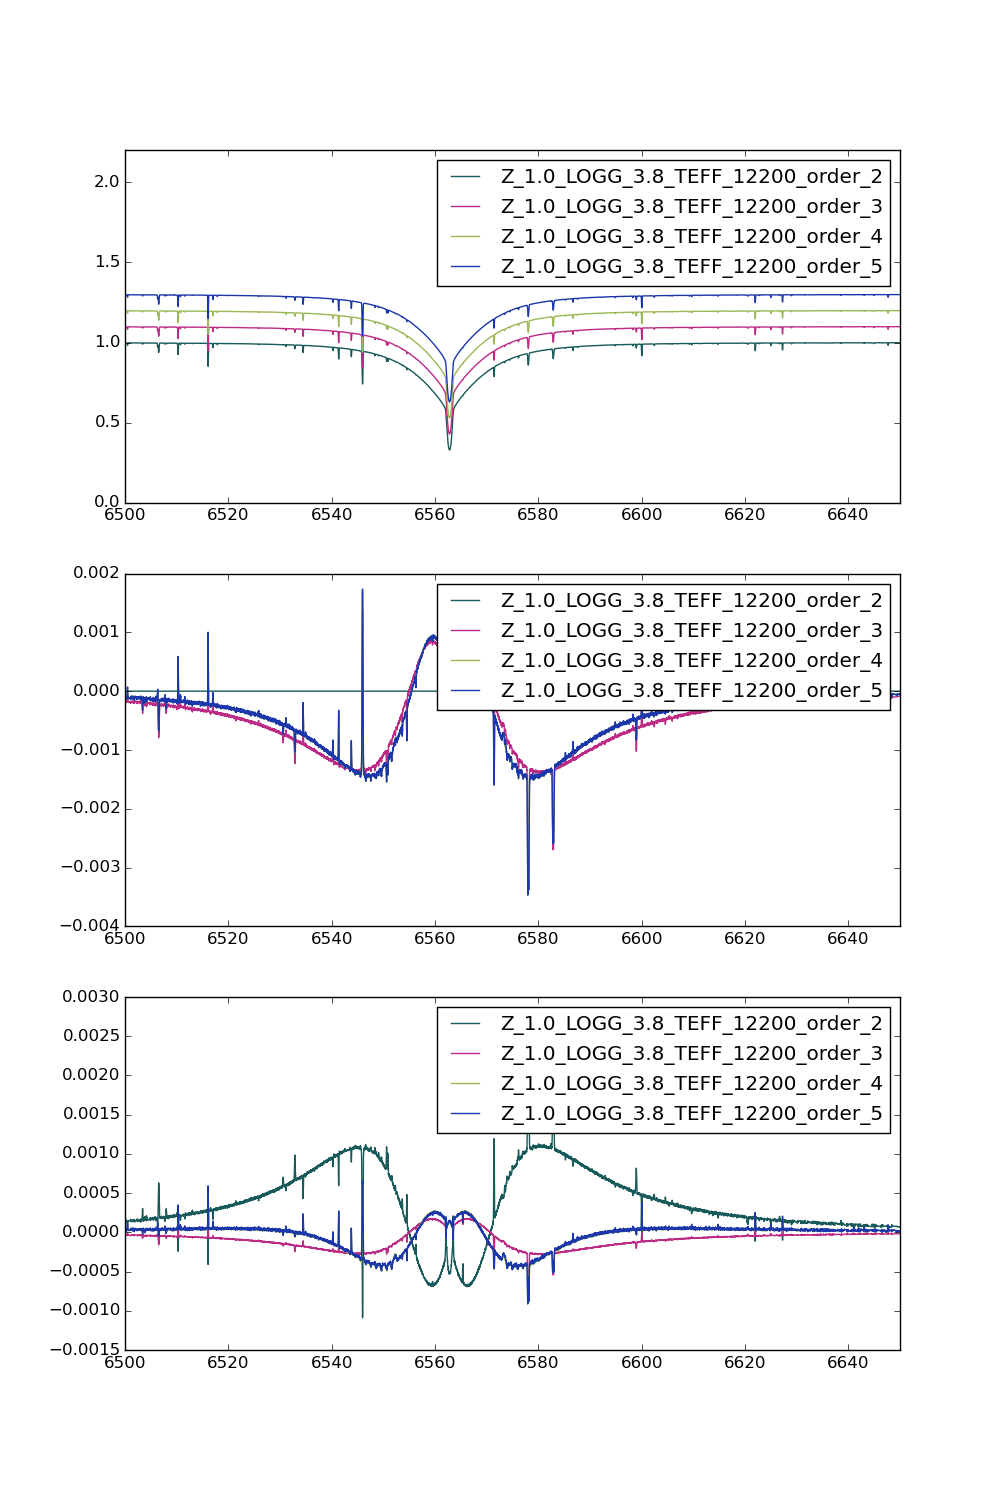 2.0
1.5
1.0
0.5
0.0
Z_1.0_LOGG_3.8_TEFF_12200_order_2
Z_1.0_LOGG_3.8_TEFF_12200_order_3
Z_1.0_LOGG_3.8_TEFF_12200_order_4
Z_1.0_LOGG_3.8_TEFF_12200_order_5
6500 6520 6540 6560 6580 6600 6620 6640
0.002
0.001
0.000
−0.001
−0.002
−0.003
−0.004
Z_1.0_LOGG_3.8_TEFF_12200_order_2
Z_1.0_LOGG_3.8_TEFF_12200_order_3
Z_1.0_LOGG_3.8_TEFF_12200_order_4
Z_1.0_LOGG_3.8_TEFF_12200_order_5
6500 6520 6540 6560 6580 6600 6620 6640
0.0030
0.0025
0.0020
0.0015
0.0010
0.0005
0.0000
−0.0005
−0.0010
−0.0015
Z_1.0_LOGG_3.8_TEFF_12200_order_2
Z_1.0_LOGG_3.8_TEFF_12200_order_3
Z_1.0_LOGG_3.8_TEFF_12200_order_4
Z_1.0_LOGG_3.8_TEFF_12200_order_5
6500 6520 6540 6560 6580 6600 6620 6640